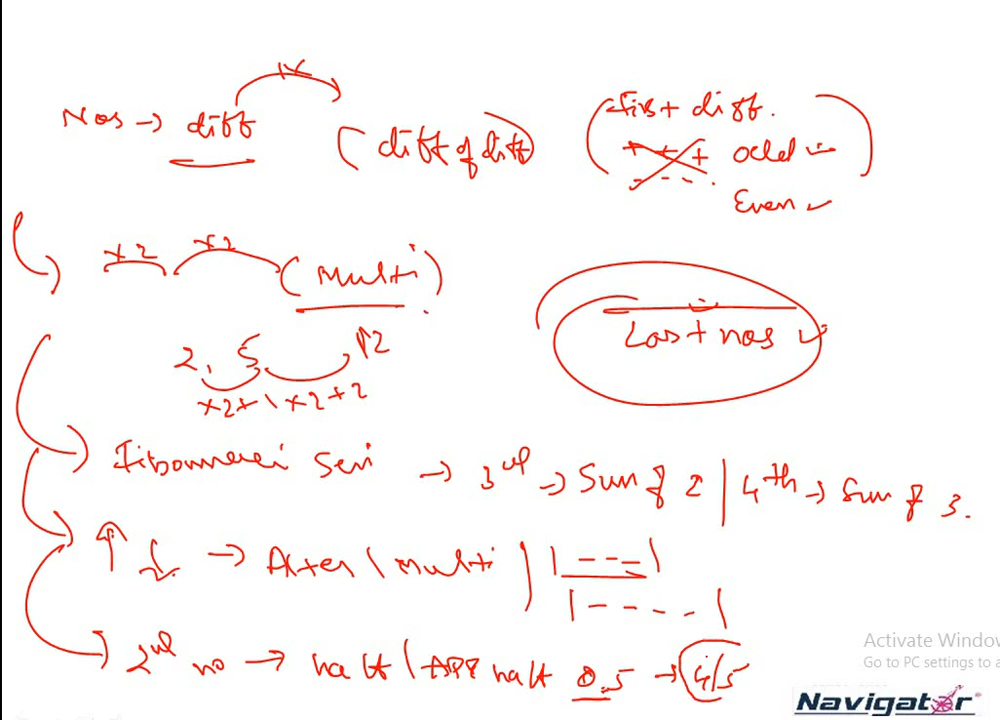 Nos → diff (diff of diff) (first diff.
+ + + odd
- - - . Even ✓
×2 ×2 (Multi)
Last nos ✓
2, 5 12
×2+1 ×2+2
Fibonnacci Seri → 3rd → Sum of 2 | 4th → Sum of 3.
↑ ↓ → Alter / Multi
2nd no → half / APP half 0.5 → 4/5
Activate Window
Go to PC settings to a
Navigator